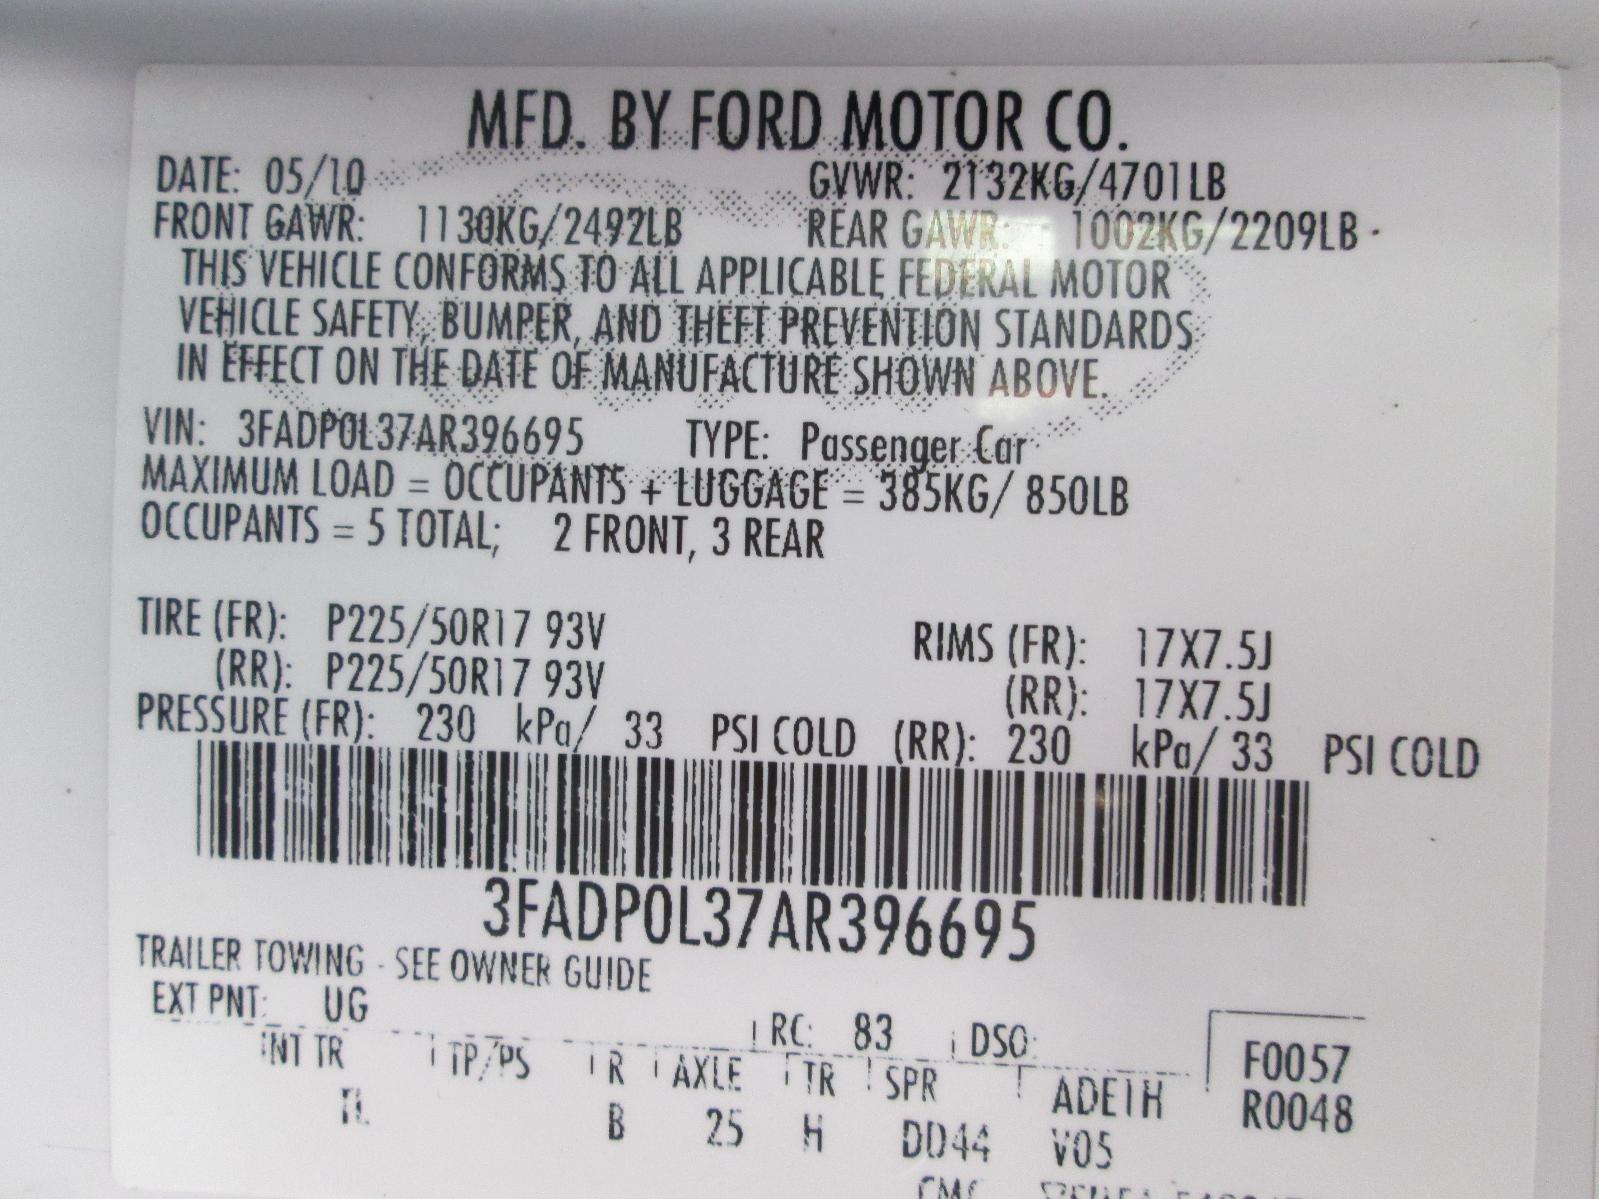 MFD. BY FORD MOTOR CO.
DATE: 05/10 GVWR: 2132KG/4701LB
FRONT GAWR: 1130KG/2492LB REAR GAWR: 1002KG/2209LB
THIS VEHICLE CONFORMS TO ALL APPLICABLE FEDERAL MOTOR
VEHICLE SAFETY, BUMPER, AND THEFT PREVENTION STANDARDS
IN EFFECT ON THE DATE OF MANUFACTURE SHOWN ABOVE.
VIN: 3FADP0L37AR396695 TYPE: Passenger Car
MAXIMUM LOAD = OCCUPANTS + LUGGAGE = 385KG/ 850LB
OCCUPANTS = 5 TOTAL; 2 FRONT, 3 REAR
TIRE (FR): P225/50R17 93V RIMS (FR): 17X7.5J
(RR): P225/50R17 93V (RR): 17X7.5J
PRESSURE (FR): 230 kPa/ 33 PSI COLD (RR): 230 kPa/ 33 PSI COLD
3FADP0L37AR396695
TRAILER TOWING - SEE OWNER GUIDE
EXT PNT: UG RC: 83 DSO: F0057
INT TR TP/PS R AXLE TR SPR ADE1H R0048
TL B 25 H DD44 V05